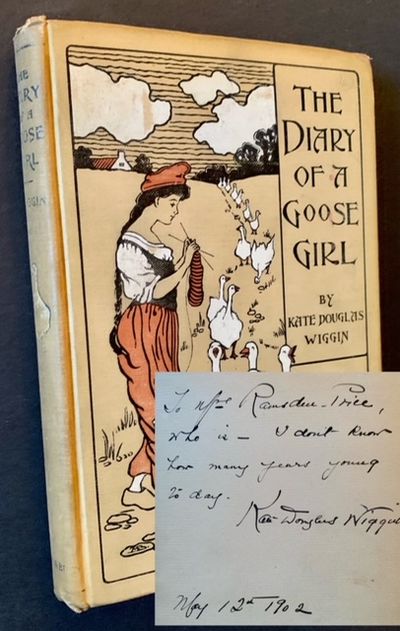 THE
DIARY
OF A
GOOSE
GIRL
WIGGIN
THE
DIARY
OF A
GOOSE
GIRL
BY
KATE DOUGLAS
WIGGIN
To Mrs Ramsden-Price,
who is - I don't know
how many years young
to day.
Kate Douglas Wiggin
May 12th 1902